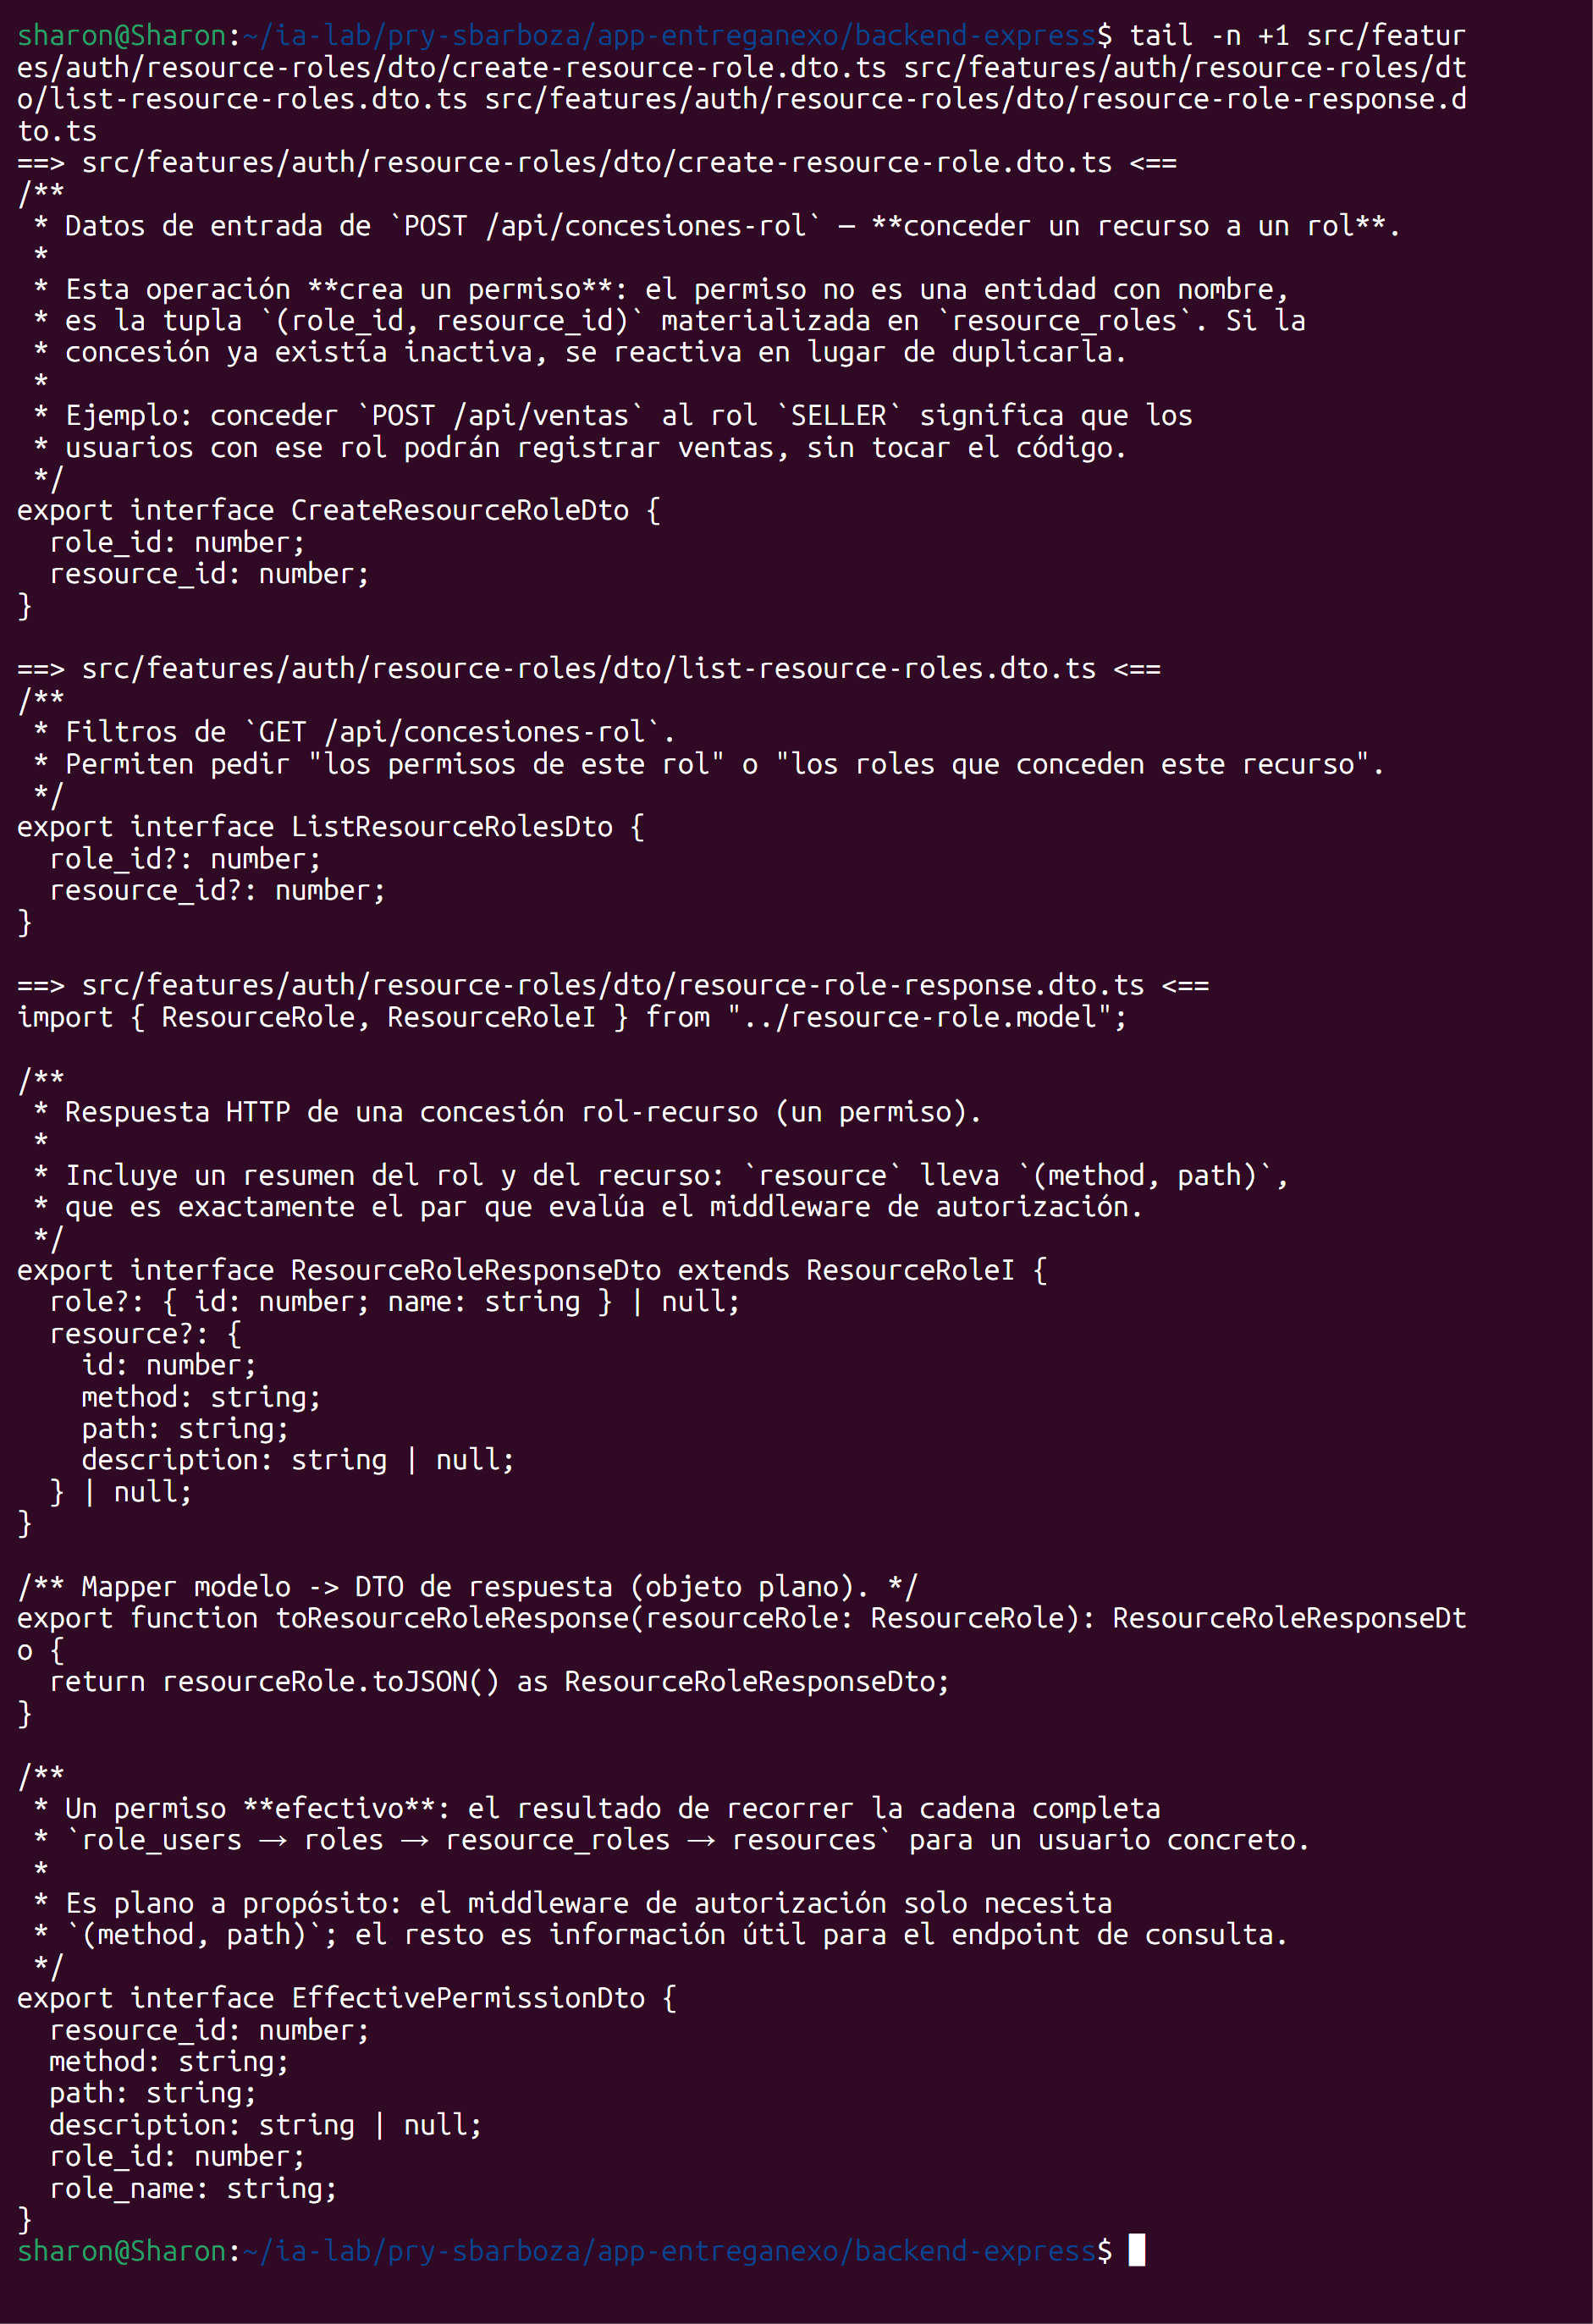 sharon@Sharon:~/ia-lab/pry-sbarboza/app-entreganexo/backend-express$ tail -n +1 src/featur
es/auth/resource-roles/dto/create-resource-role.dto.ts src/features/auth/resource-roles/dt
o/list-resource-roles.dto.ts src/features/auth/resource-roles/dto/resource-role-response.d
to.ts
==> src/features/auth/resource-roles/dto/create-resource-role.dto.ts <==
/**
 * Datos de entrada de `POST /api/concesiones-rol` — **conceder un recurso a un rol**.
 *
 * Esta operación **crea un permiso**: el permiso no es una entidad con nombre,
 * es la tupla `(role_id, resource_id)` materializada en `resource_roles`. Si la
 * concesión ya existía inactiva, se reactiva en lugar de duplicarla.
 *
 * Ejemplo: conceder `POST /api/ventas` al rol `SELLER` significa que los
 * usuarios con ese rol podrán registrar ventas, sin tocar el código.
 */
export interface CreateResourceRoleDto {
  role_id: number;
  resource_id: number;
}

==> src/features/auth/resource-roles/dto/list-resource-roles.dto.ts <==
/**
 * Filtros de `GET /api/concesiones-rol`.
 * Permiten pedir "los permisos de este rol" o "los roles que conceden este recurso".
 */
export interface ListResourceRolesDto {
  role_id?: number;
  resource_id?: number;
}

==> src/features/auth/resource-roles/dto/resource-role-response.dto.ts <==
import { ResourceRole, ResourceRoleI } from "../resource-role.model";

/**
 * Respuesta HTTP de una concesión rol-recurso (un permiso).
 *
 * Incluye un resumen del rol y del recurso: `resource` lleva `(method, path)`,
 * que es exactamente el par que evalúa el middleware de autorización.
 */
export interface ResourceRoleResponseDto extends ResourceRoleI {
  role?: { id: number; name: string } | null;
  resource?: {
    id: number;
    method: string;
    path: string;
    description: string | null;
  } | null;
}

/** Mapper modelo -> DTO de respuesta (objeto plano). */
export function toResourceRoleResponse(resourceRole: ResourceRole): ResourceRoleResponseDt
o {
  return resourceRole.toJSON() as ResourceRoleResponseDto;
}

/**
 * Un permiso **efectivo**: el resultado de recorrer la cadena completa
 * `role_users → roles → resource_roles → resources` para un usuario concreto.
 *
 * Es plano a propósito: el middleware de autorización solo necesita
 * `(method, path)`; el resto es información útil para el endpoint de consulta.
 */
export interface EffectivePermissionDto {
  resource_id: number;
  method: string;
  path: string;
  description: string | null;
  role_id: number;
  role_name: string;
}
sharon@Sharon:~/ia-lab/pry-sbarboza/app-entreganexo/backend-express$